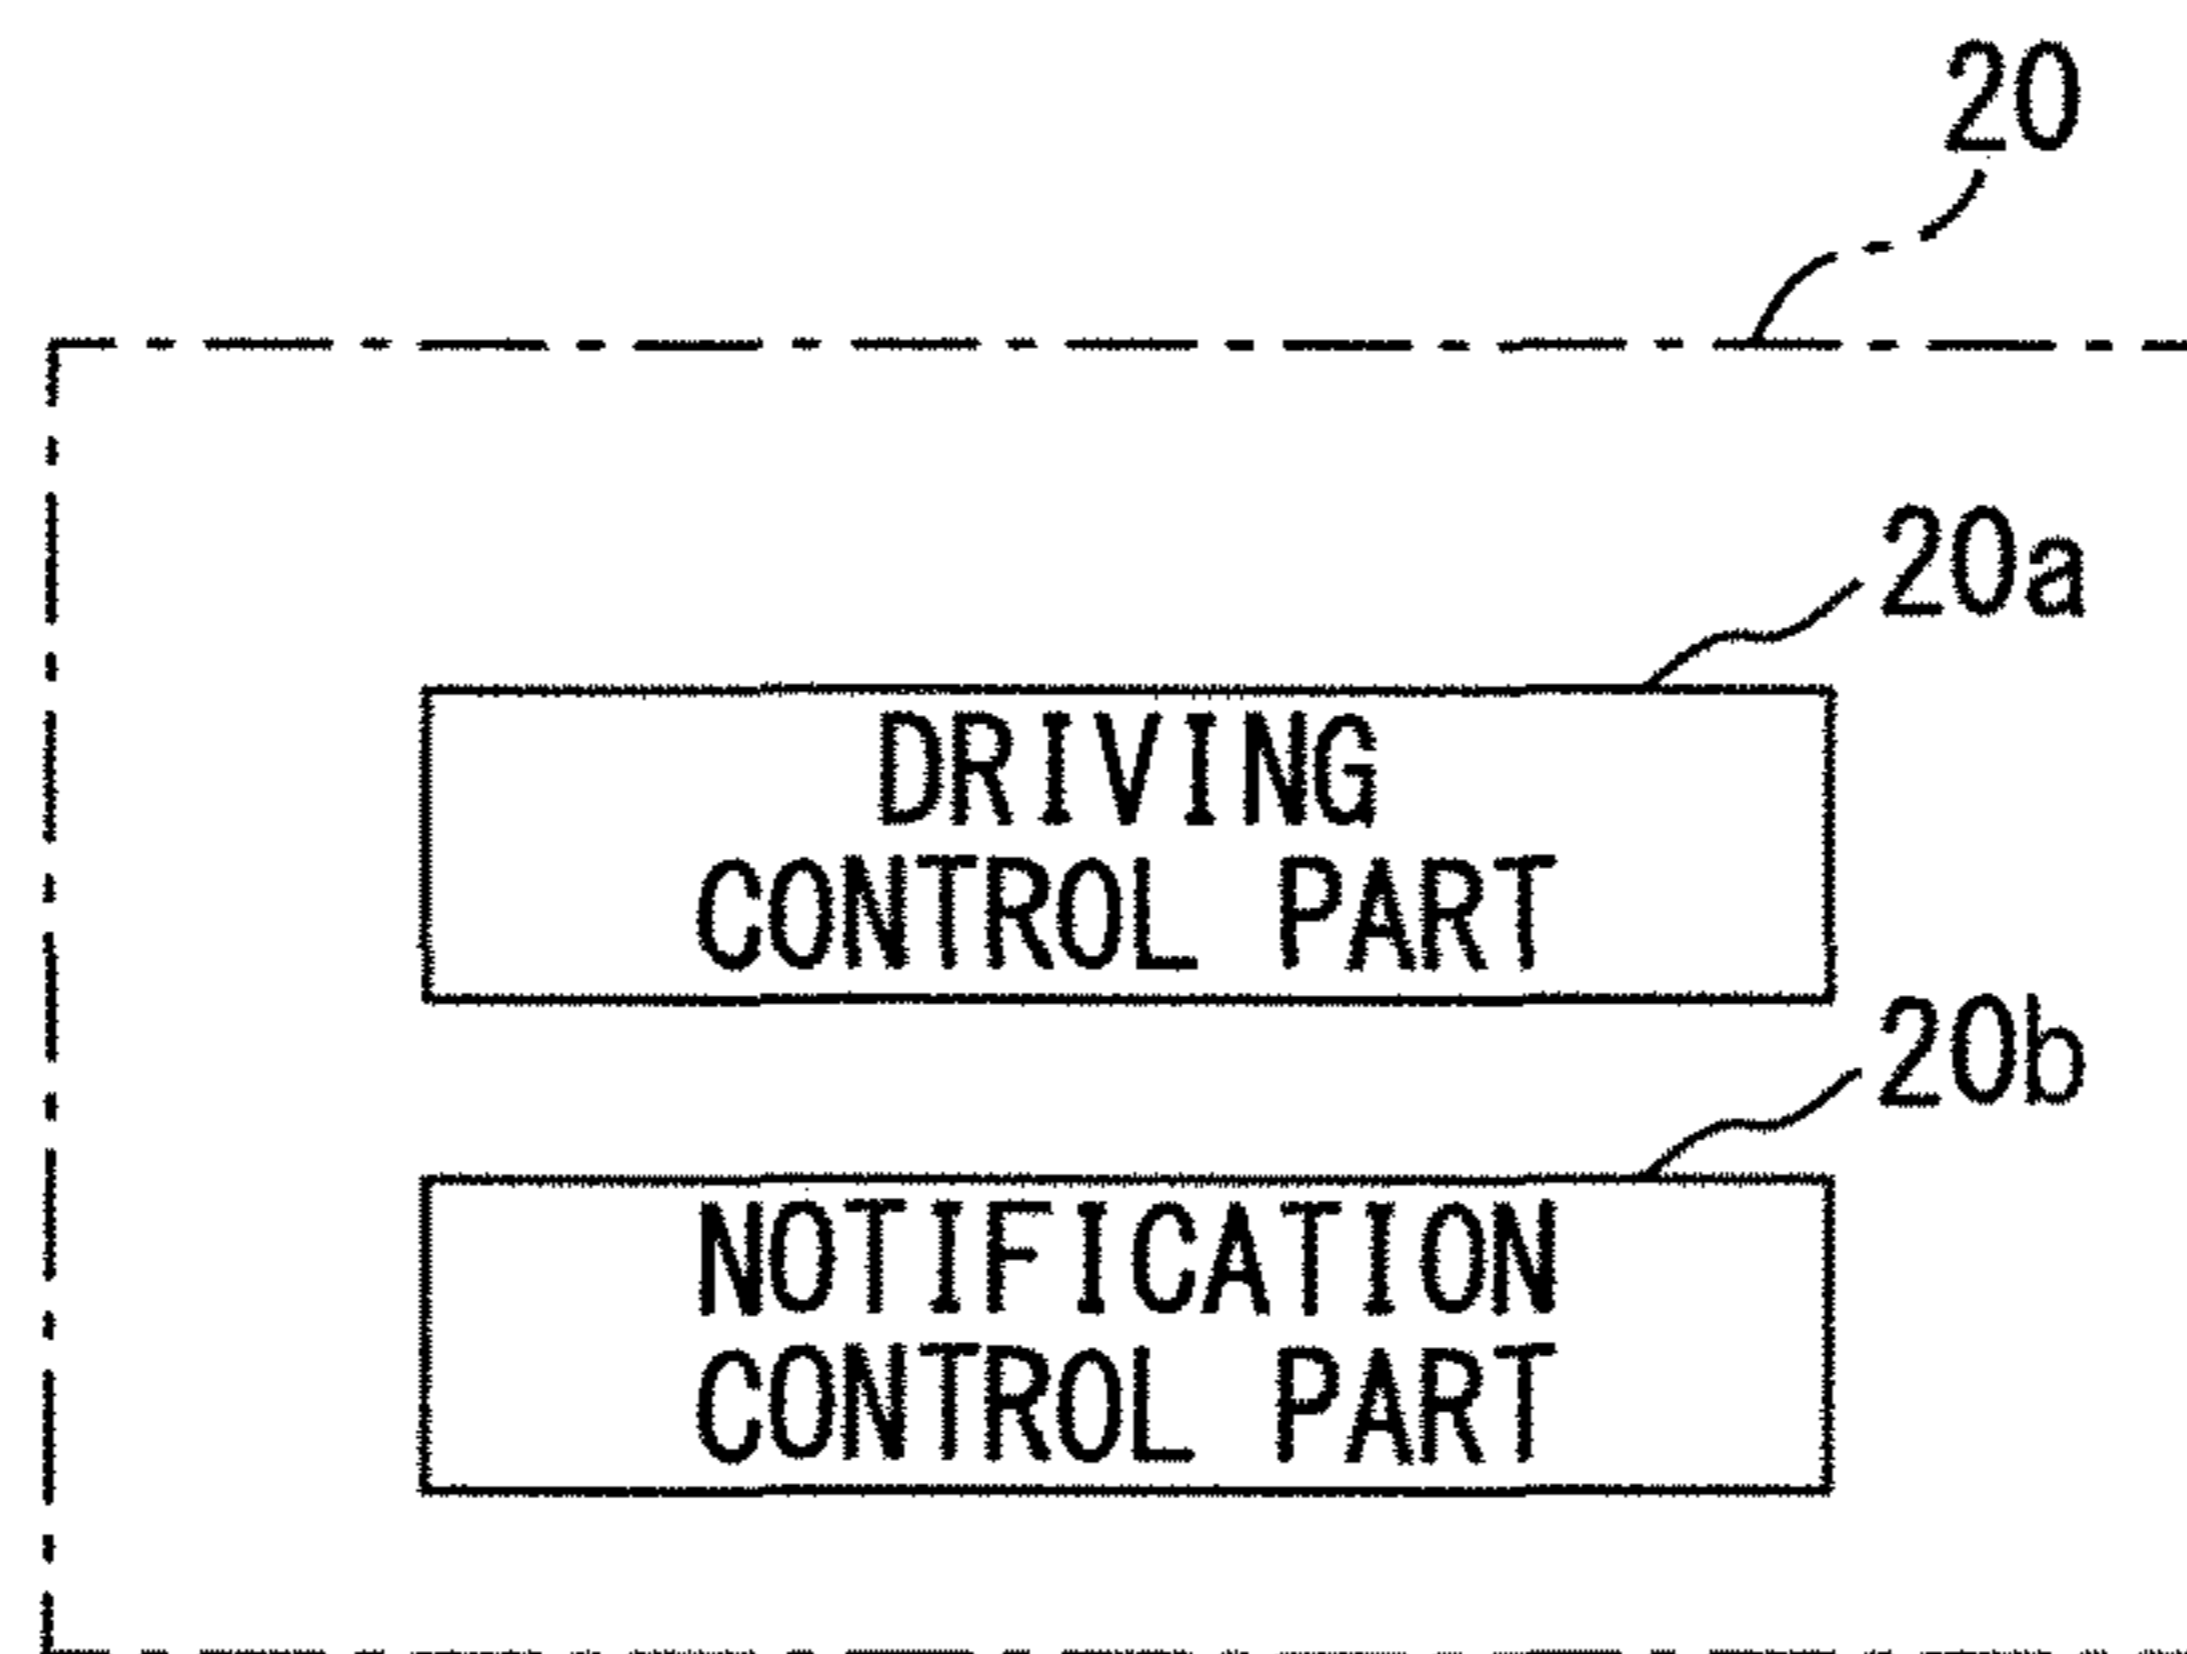 20
20a
DRIVING
CONTROL PART
20b
NOTIFICATION
CONTROL PART